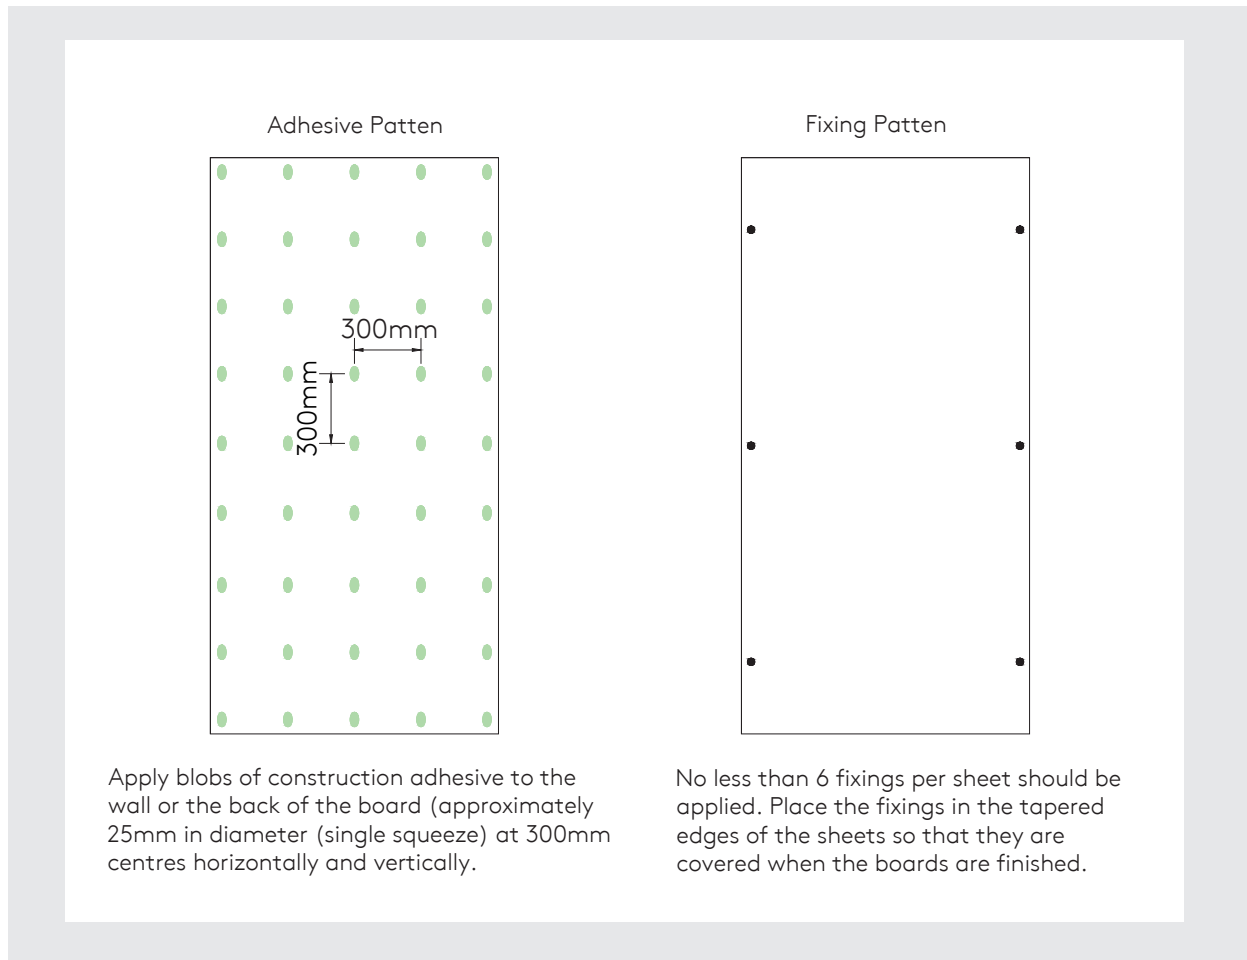 Adhesive Patten
Fixing Patten
300mm
300mm
Apply blobs of construction adhesive to the
wall or the back of the board (approximately
25mm in diameter (single squeeze) at 300mm
centres horizontally and vertically.
No less than 6 fixings per sheet should be
applied. Place the fixings in the tapered
edges of the sheets so that they are
covered when the boards are finished.